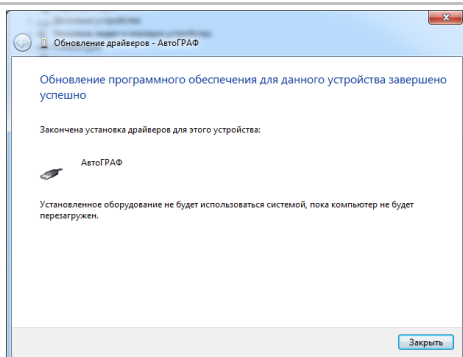 Обновление драйверов - АвтоГРАФ
Обновление программного обеспечения для данного устройства завершено
успешно
Закончена установка драйверов для этого устройства:
АвтоГРАФ
Установленное оборудование не будет использоваться системой, пока компьютер не будет
перезагружен.
Закрыть